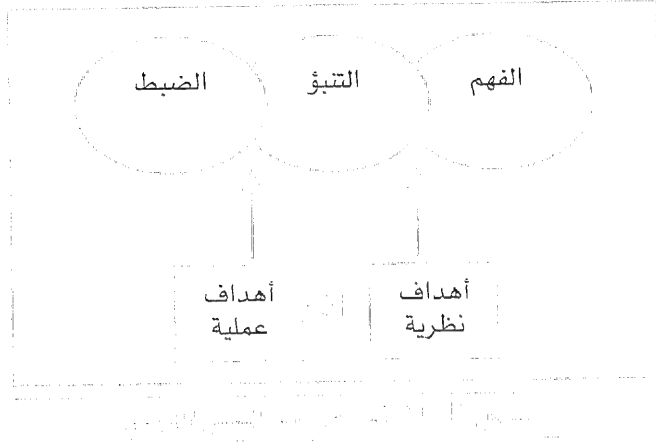 الفهم
التنبؤ
الضبط
أهداف
نظرية
أهداف
عملية